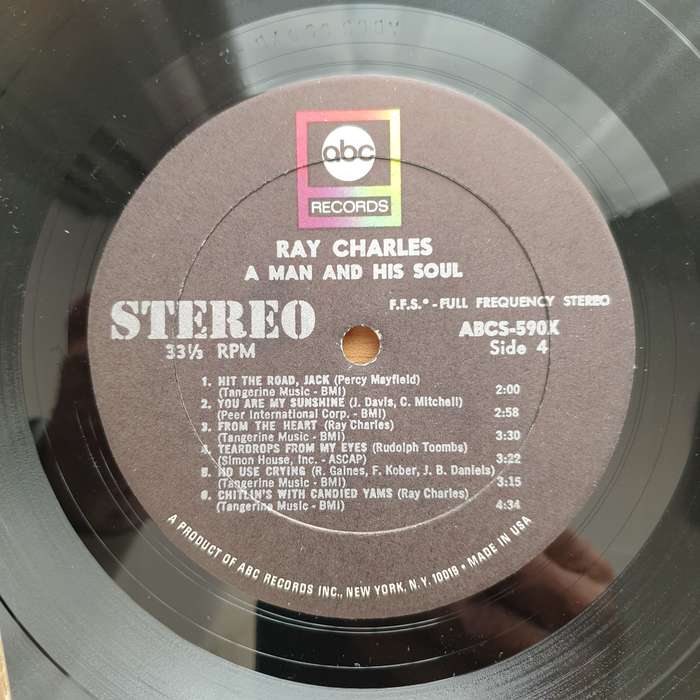 abc
RECORDS
RAY CHARLES
A MAN AND HIS SOUL
STEREO
33⅓ RPM
F.F.S.° - FULL FREQUENCY STEREO
ABCS-590X
Side 4
1. HIT THE ROAD, JACK (Percy Mayfield)
(Tangerine Music - BMI) 2:00
2. YOU ARE MY SUNSHINE (J. Davis, C. Mitchell)
(Peer International Corp. - BMI) 2:58
3. FROM THE HEART (Ray Charles)
(Tangerine Music - BMI) 3:30
4. TEARDROPS FROM MY EYES (Rudolph Toombs)
(Simon House, Inc. - ASCAP) 3:22
5. NO USE CRYING (R. Gaines, F. Kober, J. B. Daniels)
(Tangerine Music - BMI) 3:15
6. CHITLIN'S WITH CANDIED YAMS (Ray Charles)
(Tangerine Music - BMI) 4:34
A PRODUCT OF ABC RECORDS INC., NEW YORK, N.Y. 10019 • MADE IN USA